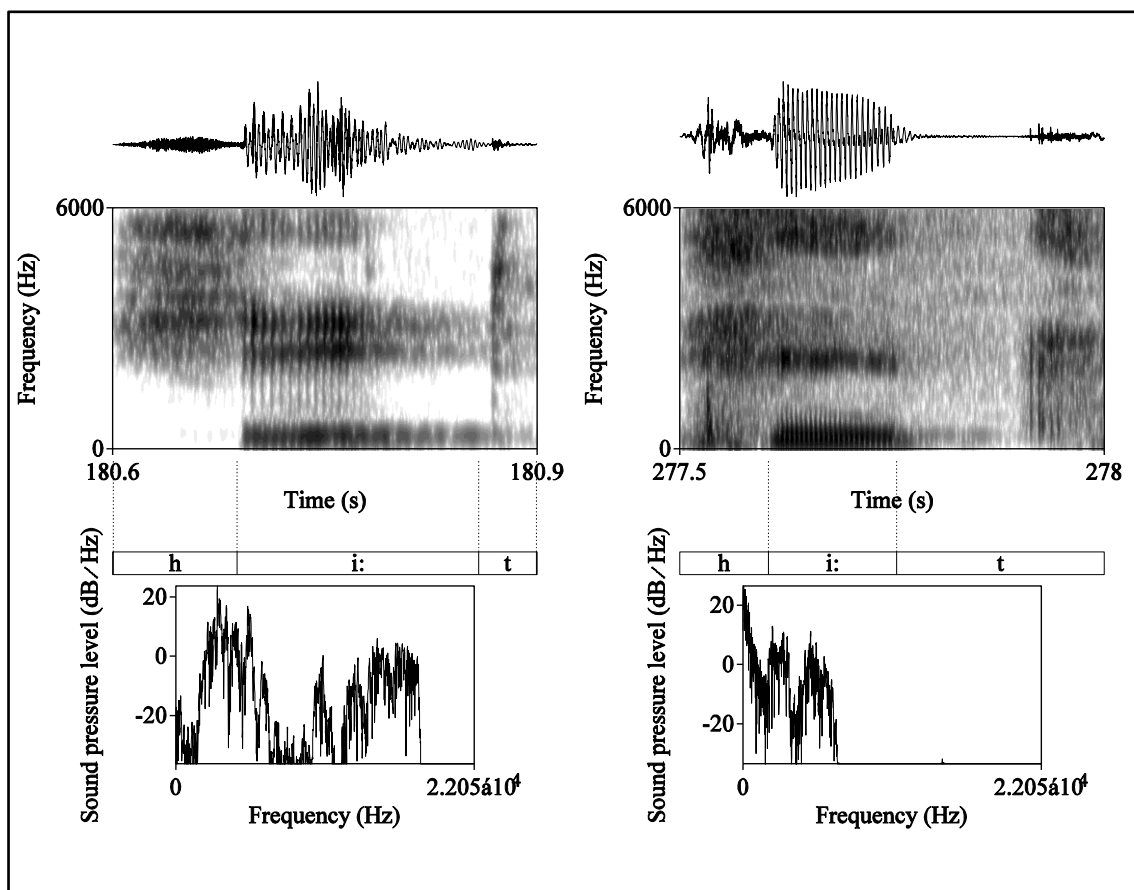 6000
Frequency (Hz)
0
180.6
180.9
Time (s)
h
i:
t
20
0
-20
Sound pressure level (dB/Hz)
0
2.205á10⁴
Frequency (Hz)
6000
Frequency (Hz)
0
277.5
278
Time (s)
h
i:
t
20
0
-20
Sound pressure level (dB/Hz)
0
2.205á10⁴
Frequency (Hz)